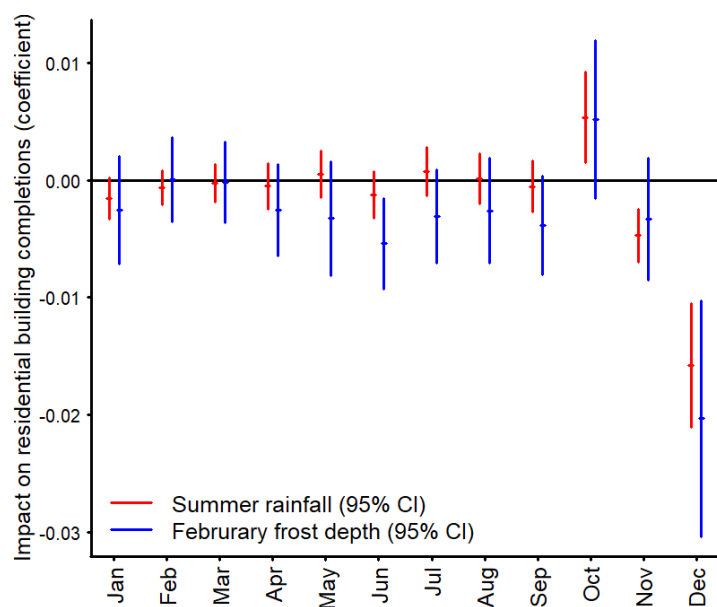 Impact on residential building completions (coefficient)
0.01
0.00
-0.01
-0.02
-0.03
Summer rainfall (95% CI)
Februrary frost depth (95% CI)
Jan
Feb
Mar
Apr
May
Jun
Jul
Aug
Sep
Oct
Nov
Dec